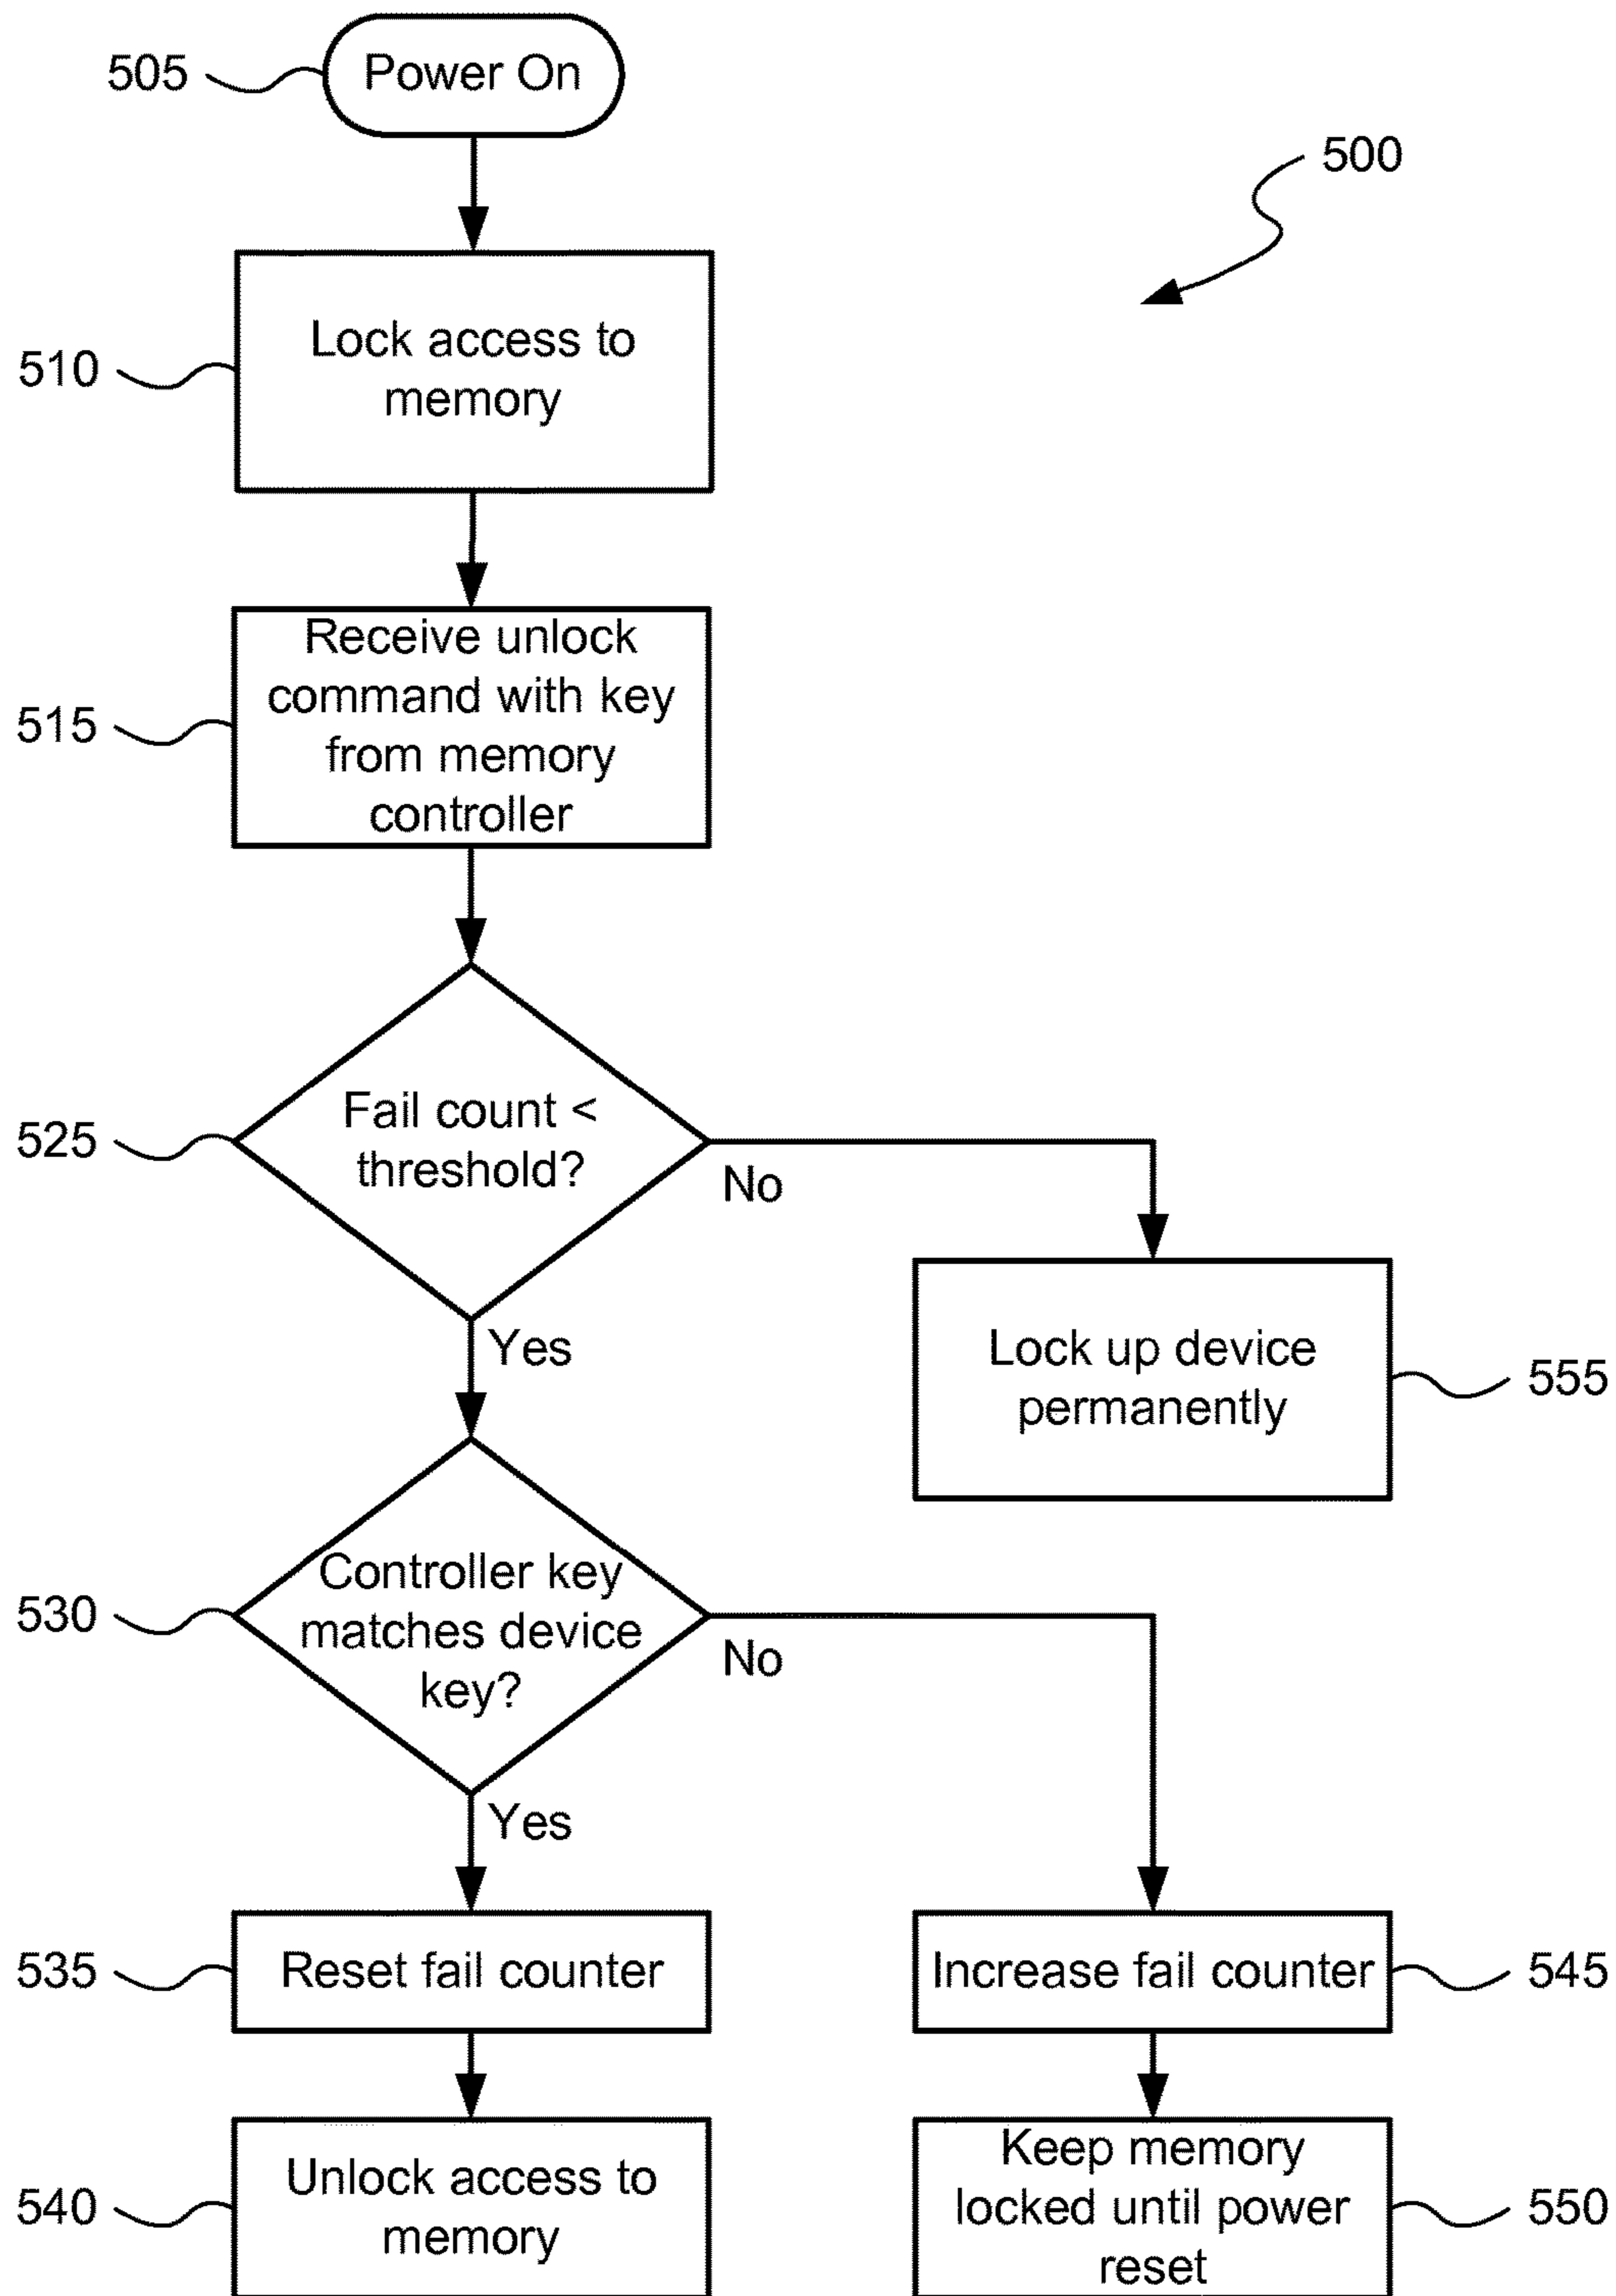 505
Power On
500
510
Lock access to
memory
515
Receive unlock
command with key
from memory
controller
525
Fail count <
threshold?
No
Yes
Lock up device
permanently
555
530
Controller key
matches device
key?
No
Yes
535
Reset fail counter
Increase fail counter
545
540
Unlock access to
memory
Keep memory
locked until power
reset
550